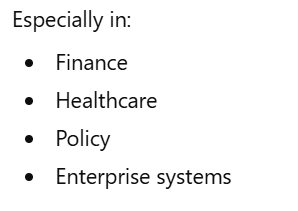 Especially in:
• Finance
• Healthcare
• Policy
• Enterprise systems